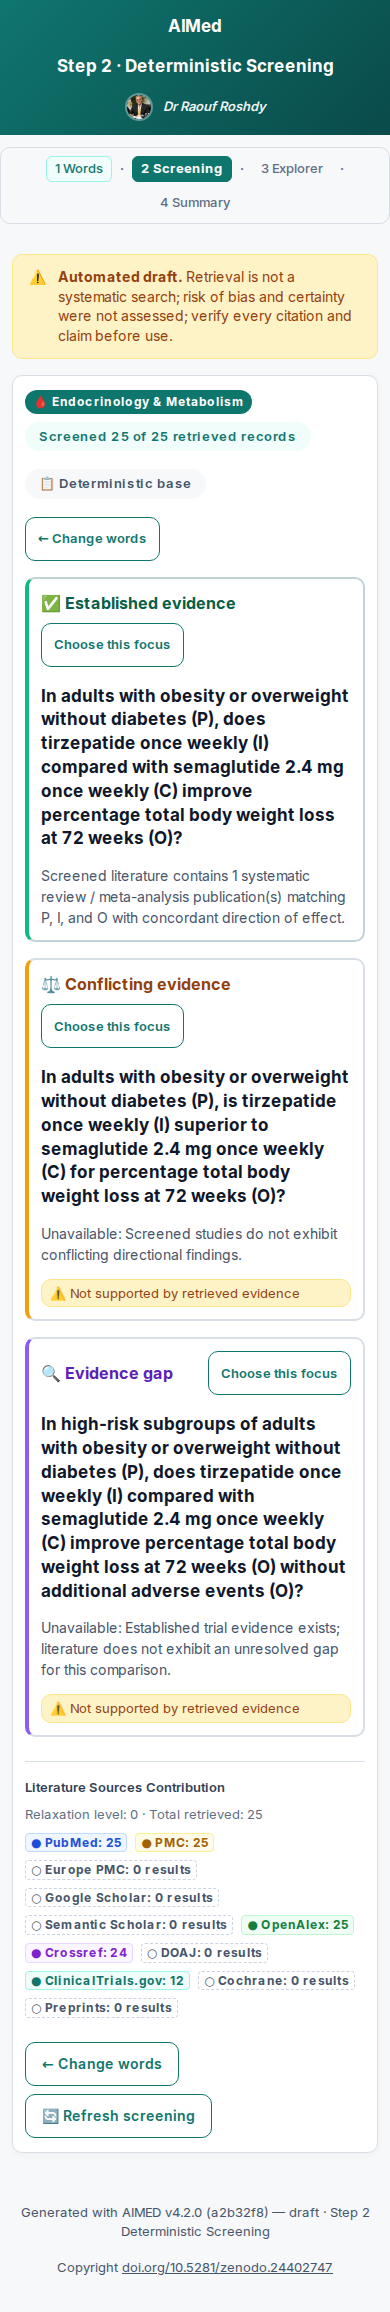 AIMed
Step 2 · Deterministic Screening
Dr Raouf Roshdy
1 Words · 2 Screening · 3 Explorer ·
4 Summary
⚠️ Automated draft. Retrieval is not a
systematic search; risk of bias and certainty
were not assessed; verify every citation and
claim before use.
🩸 Endocrinology & Metabolism
Screened 25 of 25 retrieved records
📋 Deterministic base
← Change words
✅ Established evidence
Choose this focus
In adults with obesity or overweight
without diabetes (P), does
tirzepatide once weekly (I)
compared with semaglutide 2.4 mg
once weekly (C) improve
percentage total body weight loss
at 72 weeks (O)?
Screened literature contains 1 systematic
review / meta-analysis publication(s) matching
P, I, and O with concordant direction of effect.
⚖️ Conflicting evidence
Choose this focus
In adults with obesity or overweight
without diabetes (P), is tirzepatide
once weekly (I) superior to
semaglutide 2.4 mg once weekly
(C) for percentage total body
weight loss at 72 weeks (O)?
Unavailable: Screened studies do not exhibit
conflicting directional findings.
⚠️ Not supported by retrieved evidence
🔍 Evidence gap
Choose this focus
In high-risk subgroups of adults
with obesity or overweight without
diabetes (P), does tirzepatide once
weekly (I) compared with
semaglutide 2.4 mg once weekly
(C) improve percentage total body
weight loss at 72 weeks (O) without
additional adverse events (O)?
Unavailable: Established trial evidence exists;
literature does not exhibit an unresolved gap
for this comparison.
⚠️ Not supported by retrieved evidence
Literature Sources Contribution
Relaxation level: 0 · Total retrieved: 25
● PubMed: 25 ● PMC: 25
○ Europe PMC: 0 results
○ Google Scholar: 0 results
○ Semantic Scholar: 0 results ● OpenAlex: 25
● Crossref: 24 ○ DOAJ: 0 results
● ClinicalTrials.gov: 12 ○ Cochrane: 0 results
○ Preprints: 0 results
← Change words
🔄 Refresh screening
Generated with AIMED v4.2.0 (a2b32f8) — draft · Step 2
Deterministic Screening
Copyright doi.org/10.5281/zenodo.24402747